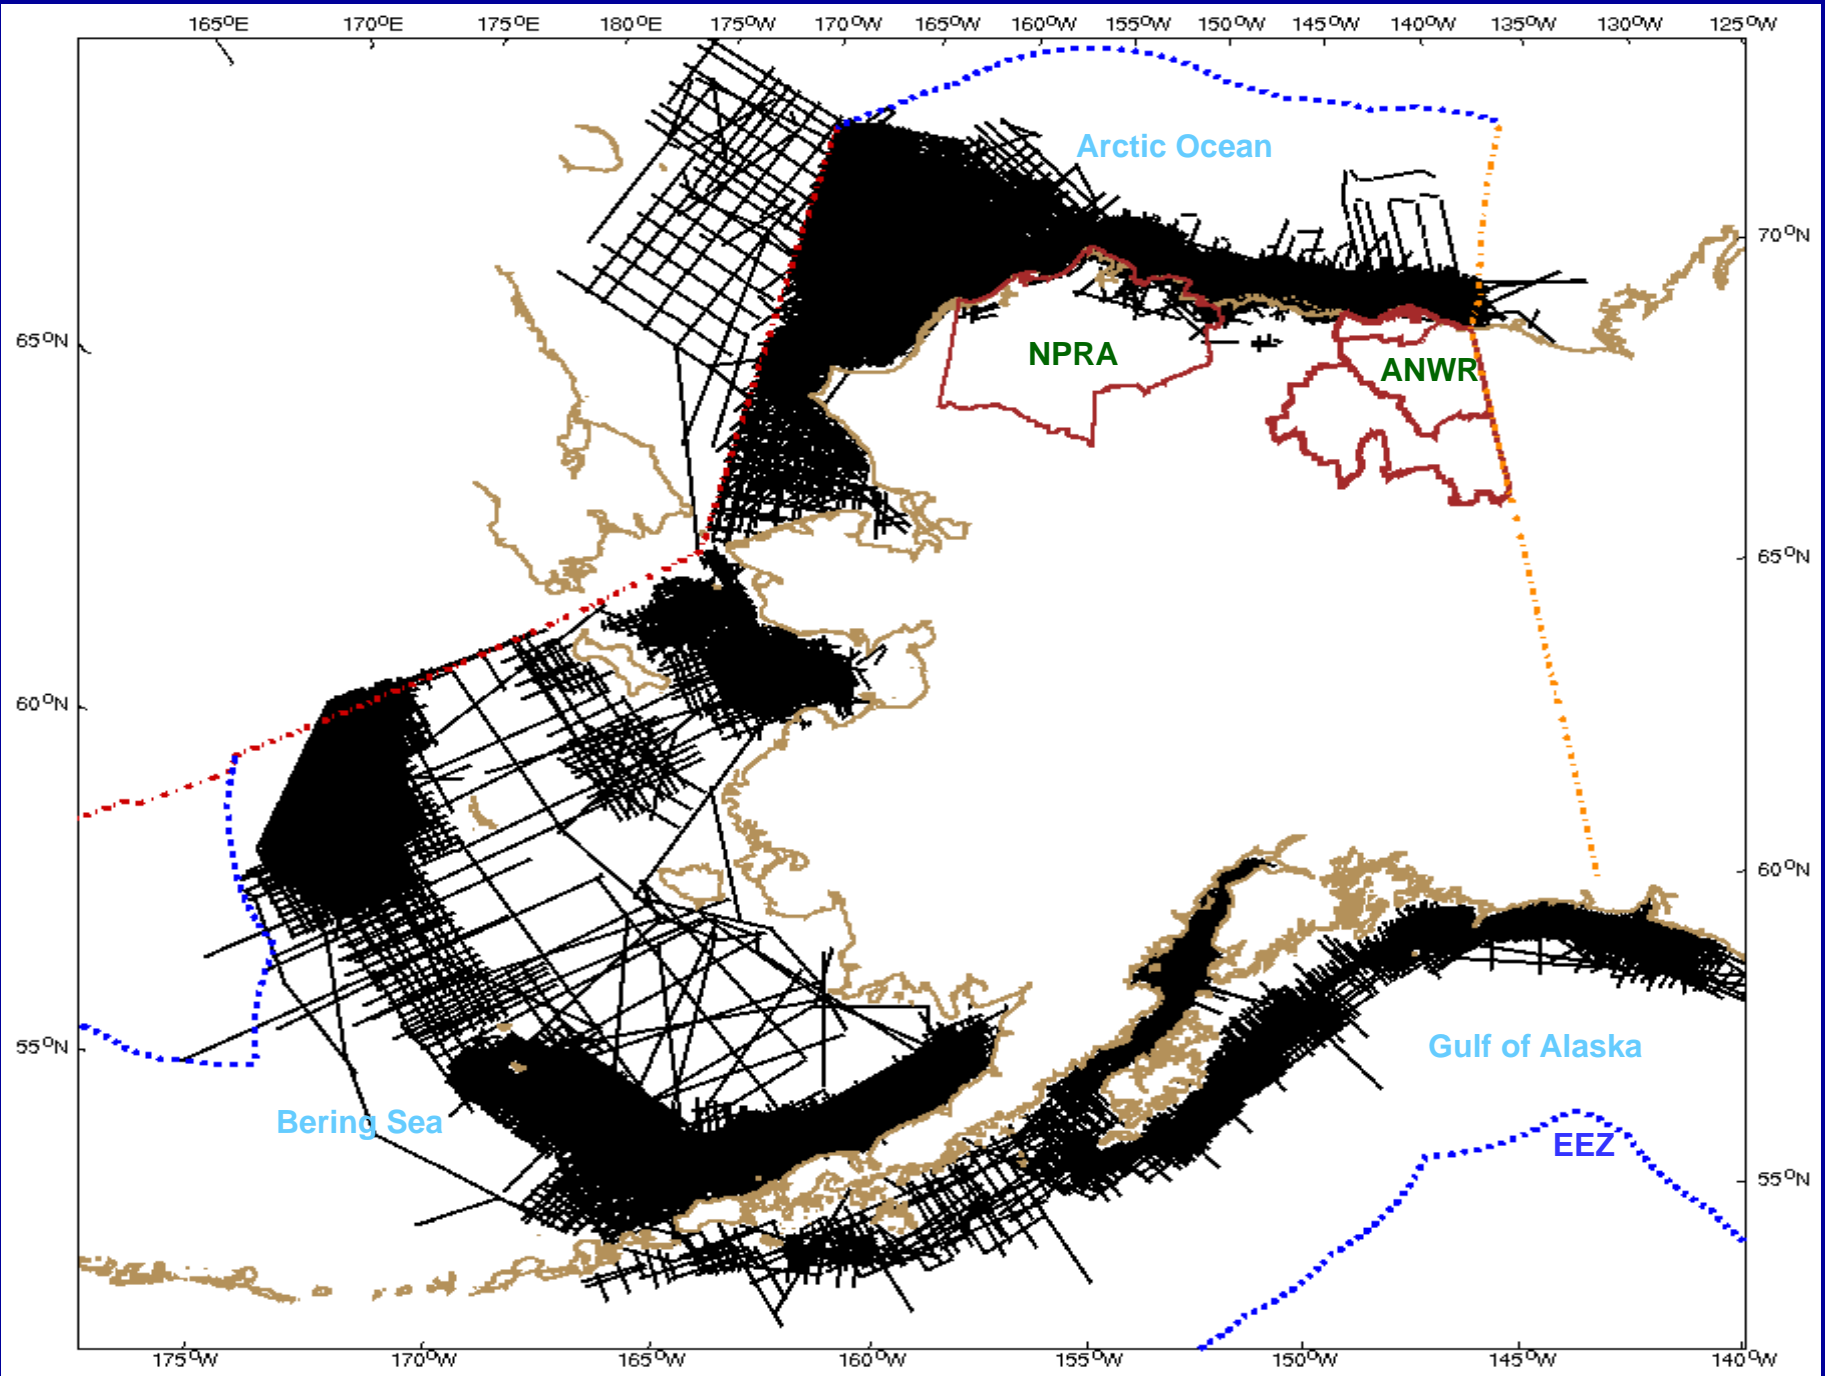 165°E 170°E 175°E 180°W 175°W 170°W 165°W 160°W 155°W 150°W 145°W 140°W 135°W 130°W 125°W
Arctic Ocean
70°N
65°N
NPRA
ANWR
65°N
60°N
60°N
55°N
Gulf of Alaska
Bering Sea
EEZ
55°N
175°W 170°W 165°W 160°W 155°W 150°W 145°W 140°W